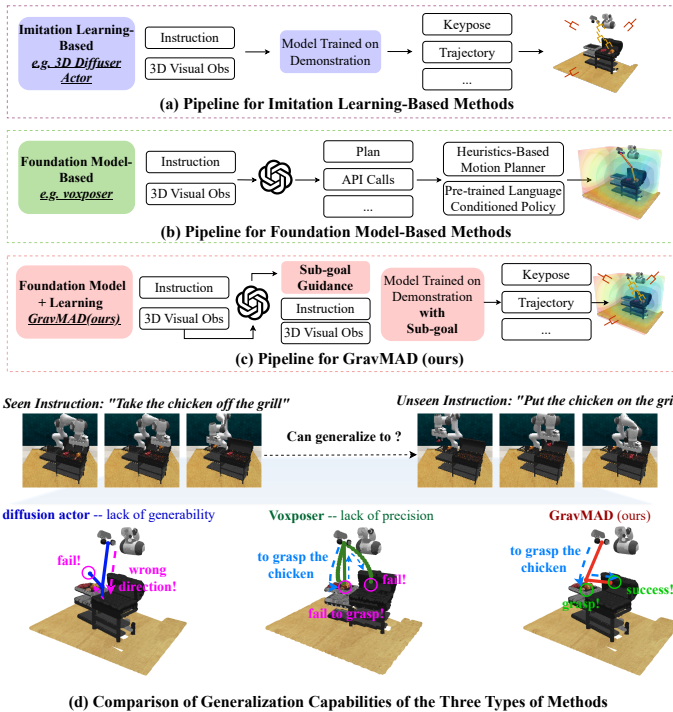 Imitation Learning-
Based
e.g. 3D Diffuser
Actor
Instruction
3D Visual Obs
Model Trained on
Demonstration
Keypose
Trajectory
...
(a) Pipeline for Imitation Learning-Based Methods
Foundation Model-
Based
e.g. voxposer
Instruction
3D Visual Obs
Plan
API Calls
...
Heuristics-Based
Motion Planner
Pre-trained Language
Conditioned Policy
(b) Pipeline for Foundation Model-Based Methods
Foundation Model
+ Learning
GravMAD(ours)
Instruction
3D Visual Obs
Sub-goal
Guidance
Instruction
3D Visual Obs
Model Trained on
Demonstration
with
Sub-goal
Keypose
Trajectory
...
(c) Pipeline for GravMAD (ours)
Seen Instruction: "Take the chicken off the grill"
Unseen Instruction: "Put the chicken on the gri
Can generalize to ?
diffusion actor -- lack of generability
fail!
wrong
direction!
Voxposer -- lack of precision
to grasp the
chicken
fail!
fail to grasp!
GravMAD (ours)
to grasp the
chicken
success!
grasp!
(d) Comparison of Generalization Capabilities of the Three Types of Methods